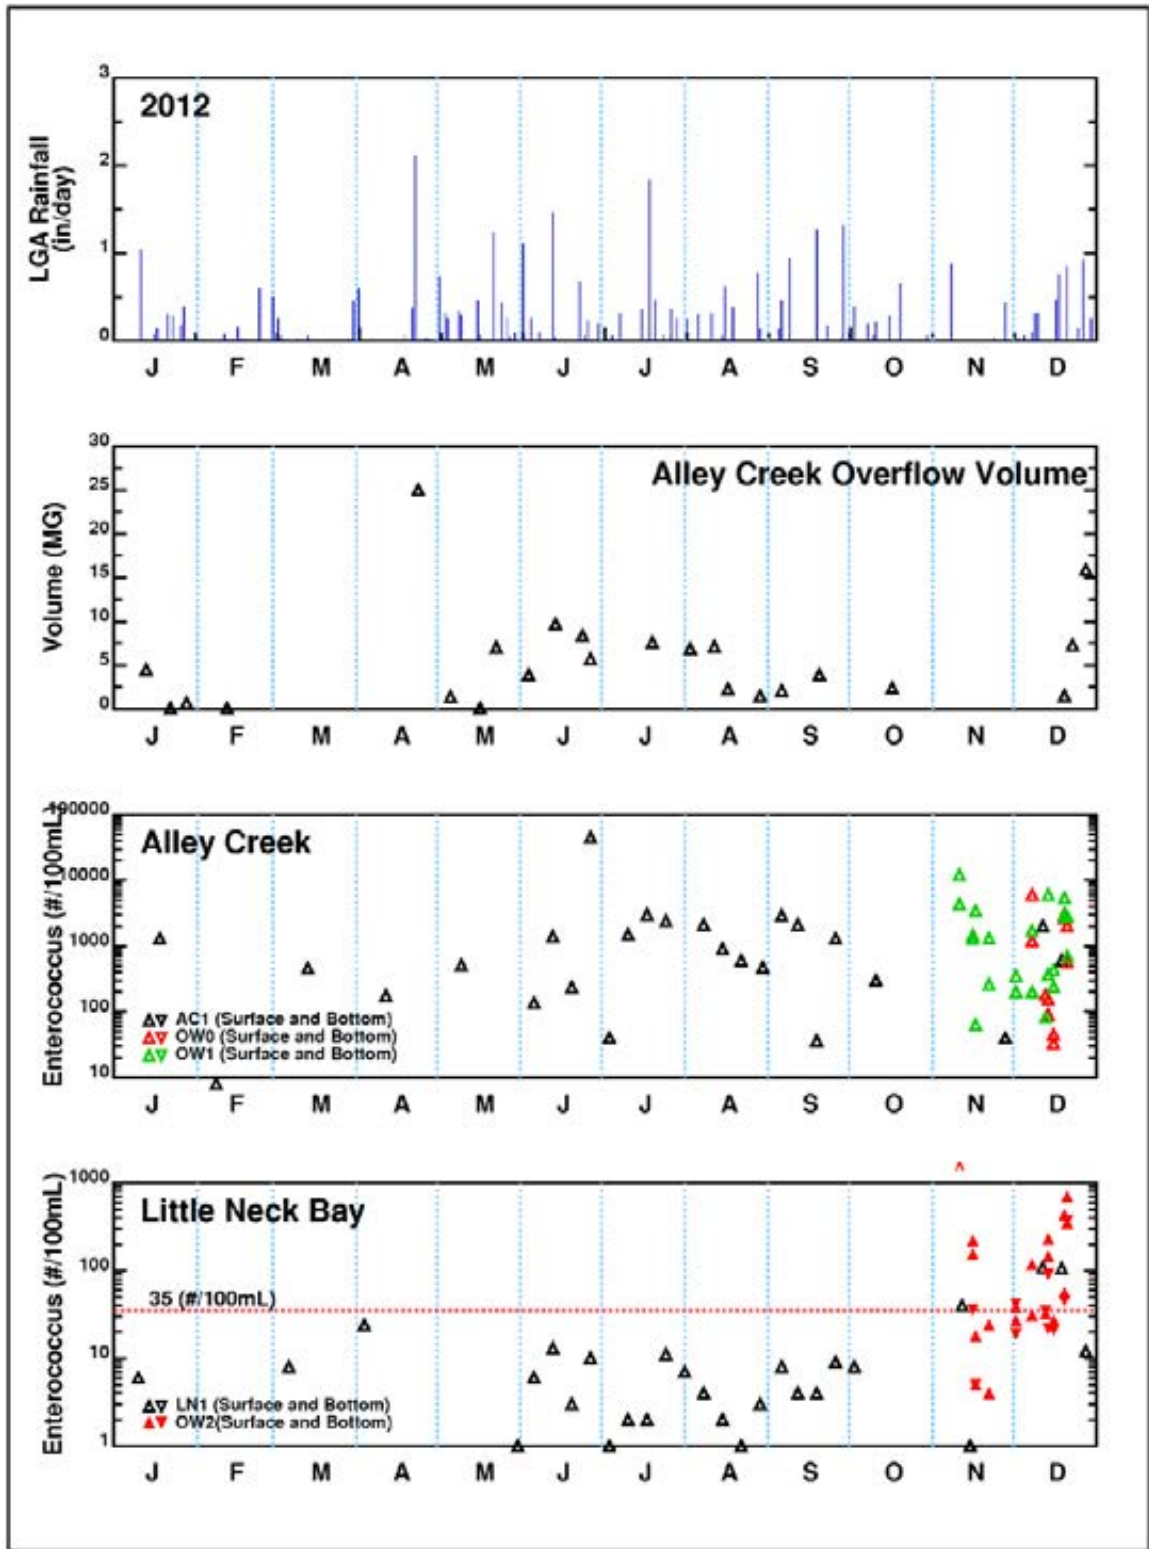 2012
LGA Rainfall
(in/day)
3
2
1
0
J F M A M J J A S O N D
Alley Creek Overflow Volume
Volume (MG)
30
25
20
15
10
5
0
J F M A M J J A S O N D
Alley Creek
Enterococcus (#/100mL)
100000
10000
1000
100
10
AC1 (Surface and Bottom)
OW0 (Surface and Bottom)
OW1 (Surface and Bottom)
J F M A M J J A S O N D
Little Neck Bay
Enterococcus (#/100mL)
1000
100
10
1
35 (#/100mL)
LN1 (Surface and Bottom)
OW2(Surface and Bottom)
J F M A M J J A S O N D